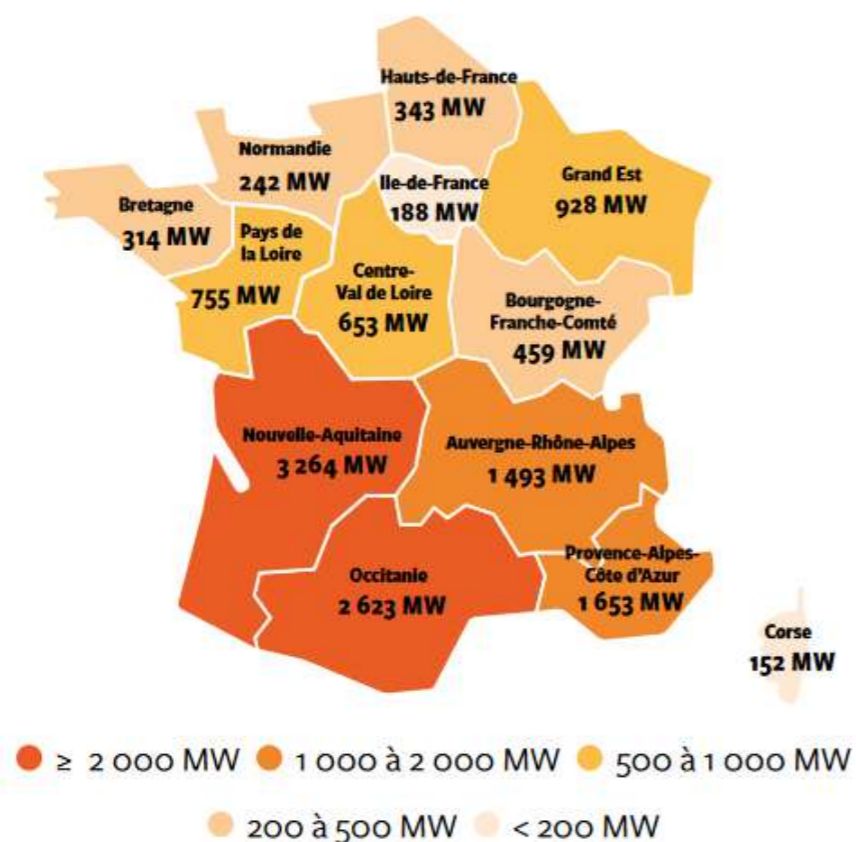 Hauts-de-France
343 MW
Normandie
242 MW
Ile-de-France
188 MW
Grand Est
928 MW
Bretagne
314 MW
Pays de
la Loire
755 MW
Centre-
Val de Loire
653 MW
Bourgogne-
Franche-Comté
459 MW
Nouvelle-Aquitaine
3 264 MW
Auvergne-Rhône-Alpes
1 493 MW
Occitanie
2 623 MW
Provence-Alpes-
Côte d'Azur
1 653 MW
Corse
152 MW
≥ 2 000 MW 1 000 à 2 000 MW 500 à 1 000 MW
200 à 500 MW < 200 MW